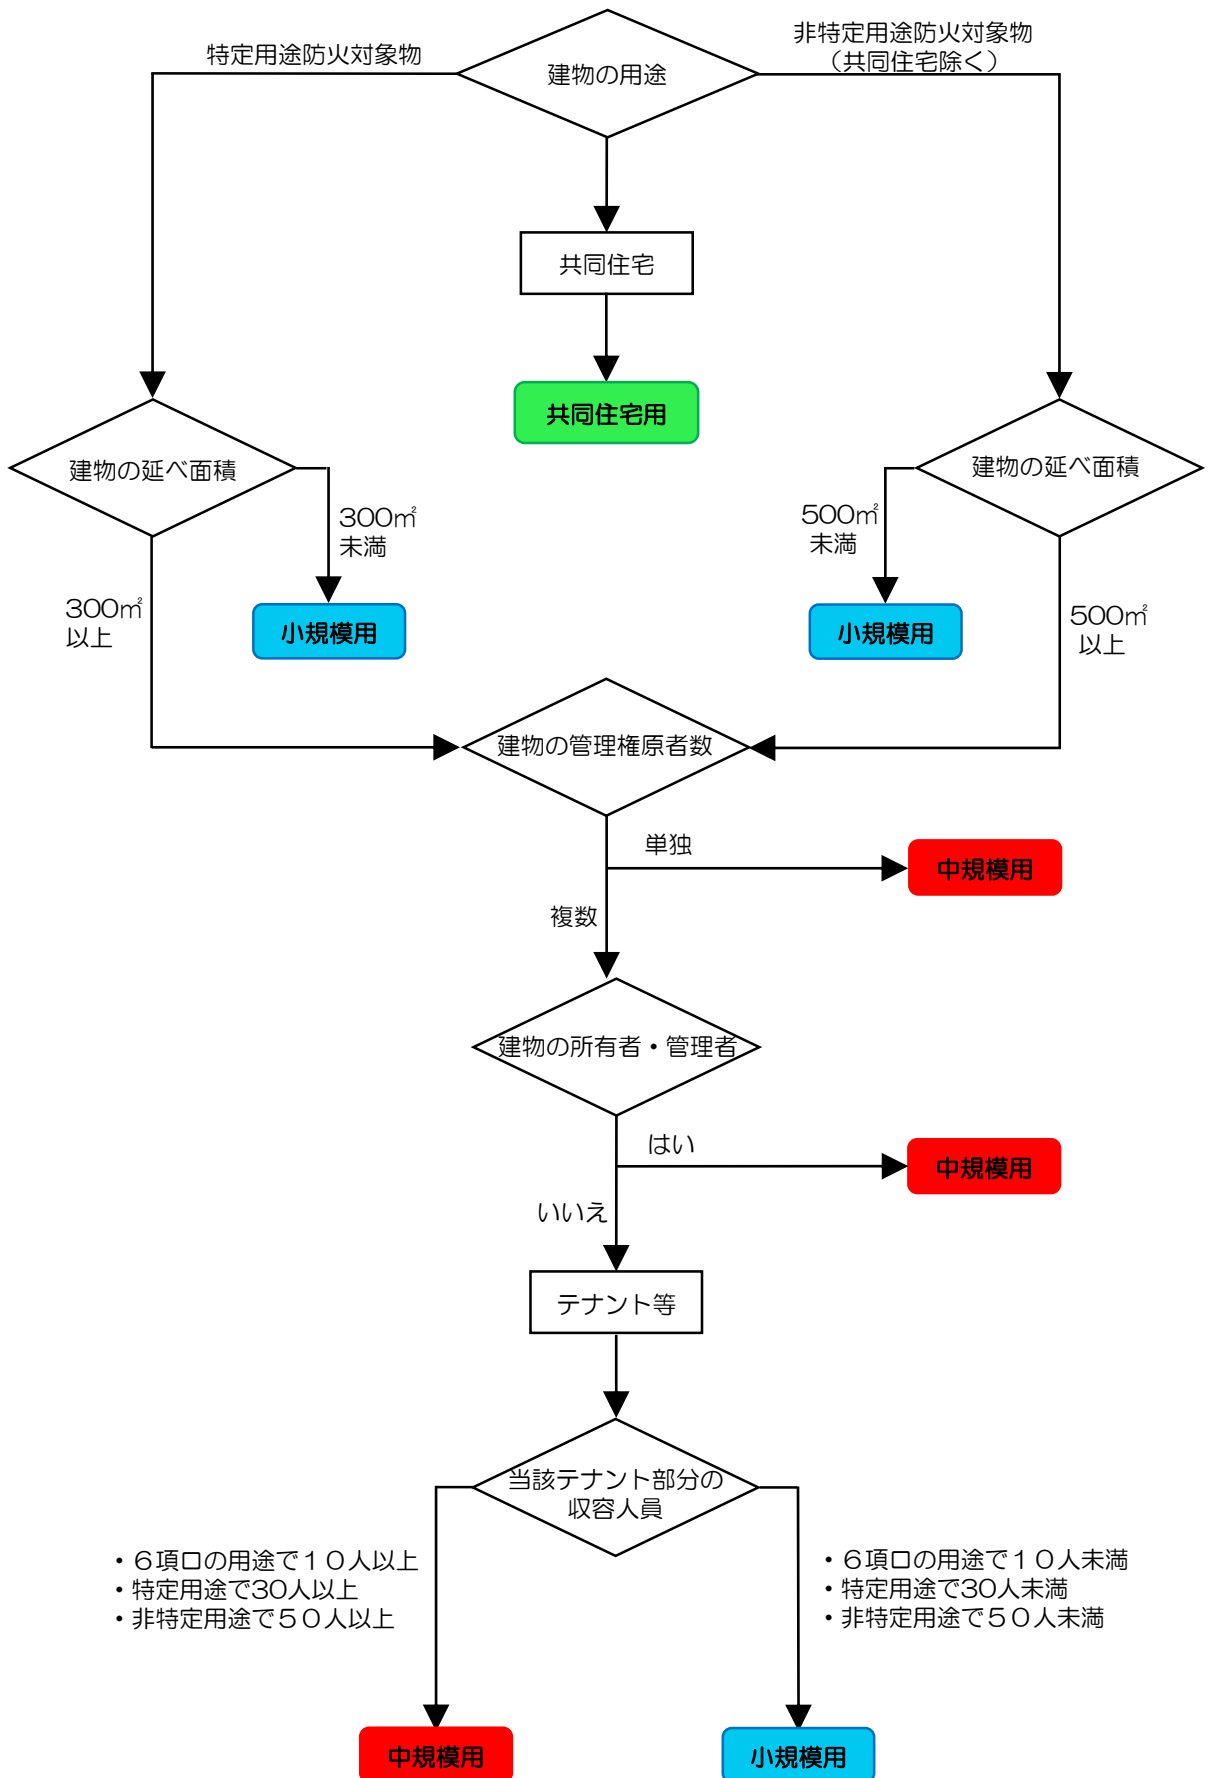 特定用途防火対象物
建物の用途
非特定用途防火対象物
（共同住宅除く）
共同住宅
共同住宅用
建物の延べ面積
建物の延べ面積
300㎡
未満
500㎡
未満
300㎡
以上
小規模用
小規模用
500㎡
以上
建物の管理権原者数
単独
中規模用
複数
建物の所有者・管理者
はい
中規模用
いいえ
テナント等
当該テナント部分の
収容人員
・６項ロの用途で１０人以上
・特定用途で30人以上
・非特定用途で５０人以上
・６項ロの用途で１０人未満
・特定用途で30人未満
・非特定用途で５０人未満
中規模用
小規模用